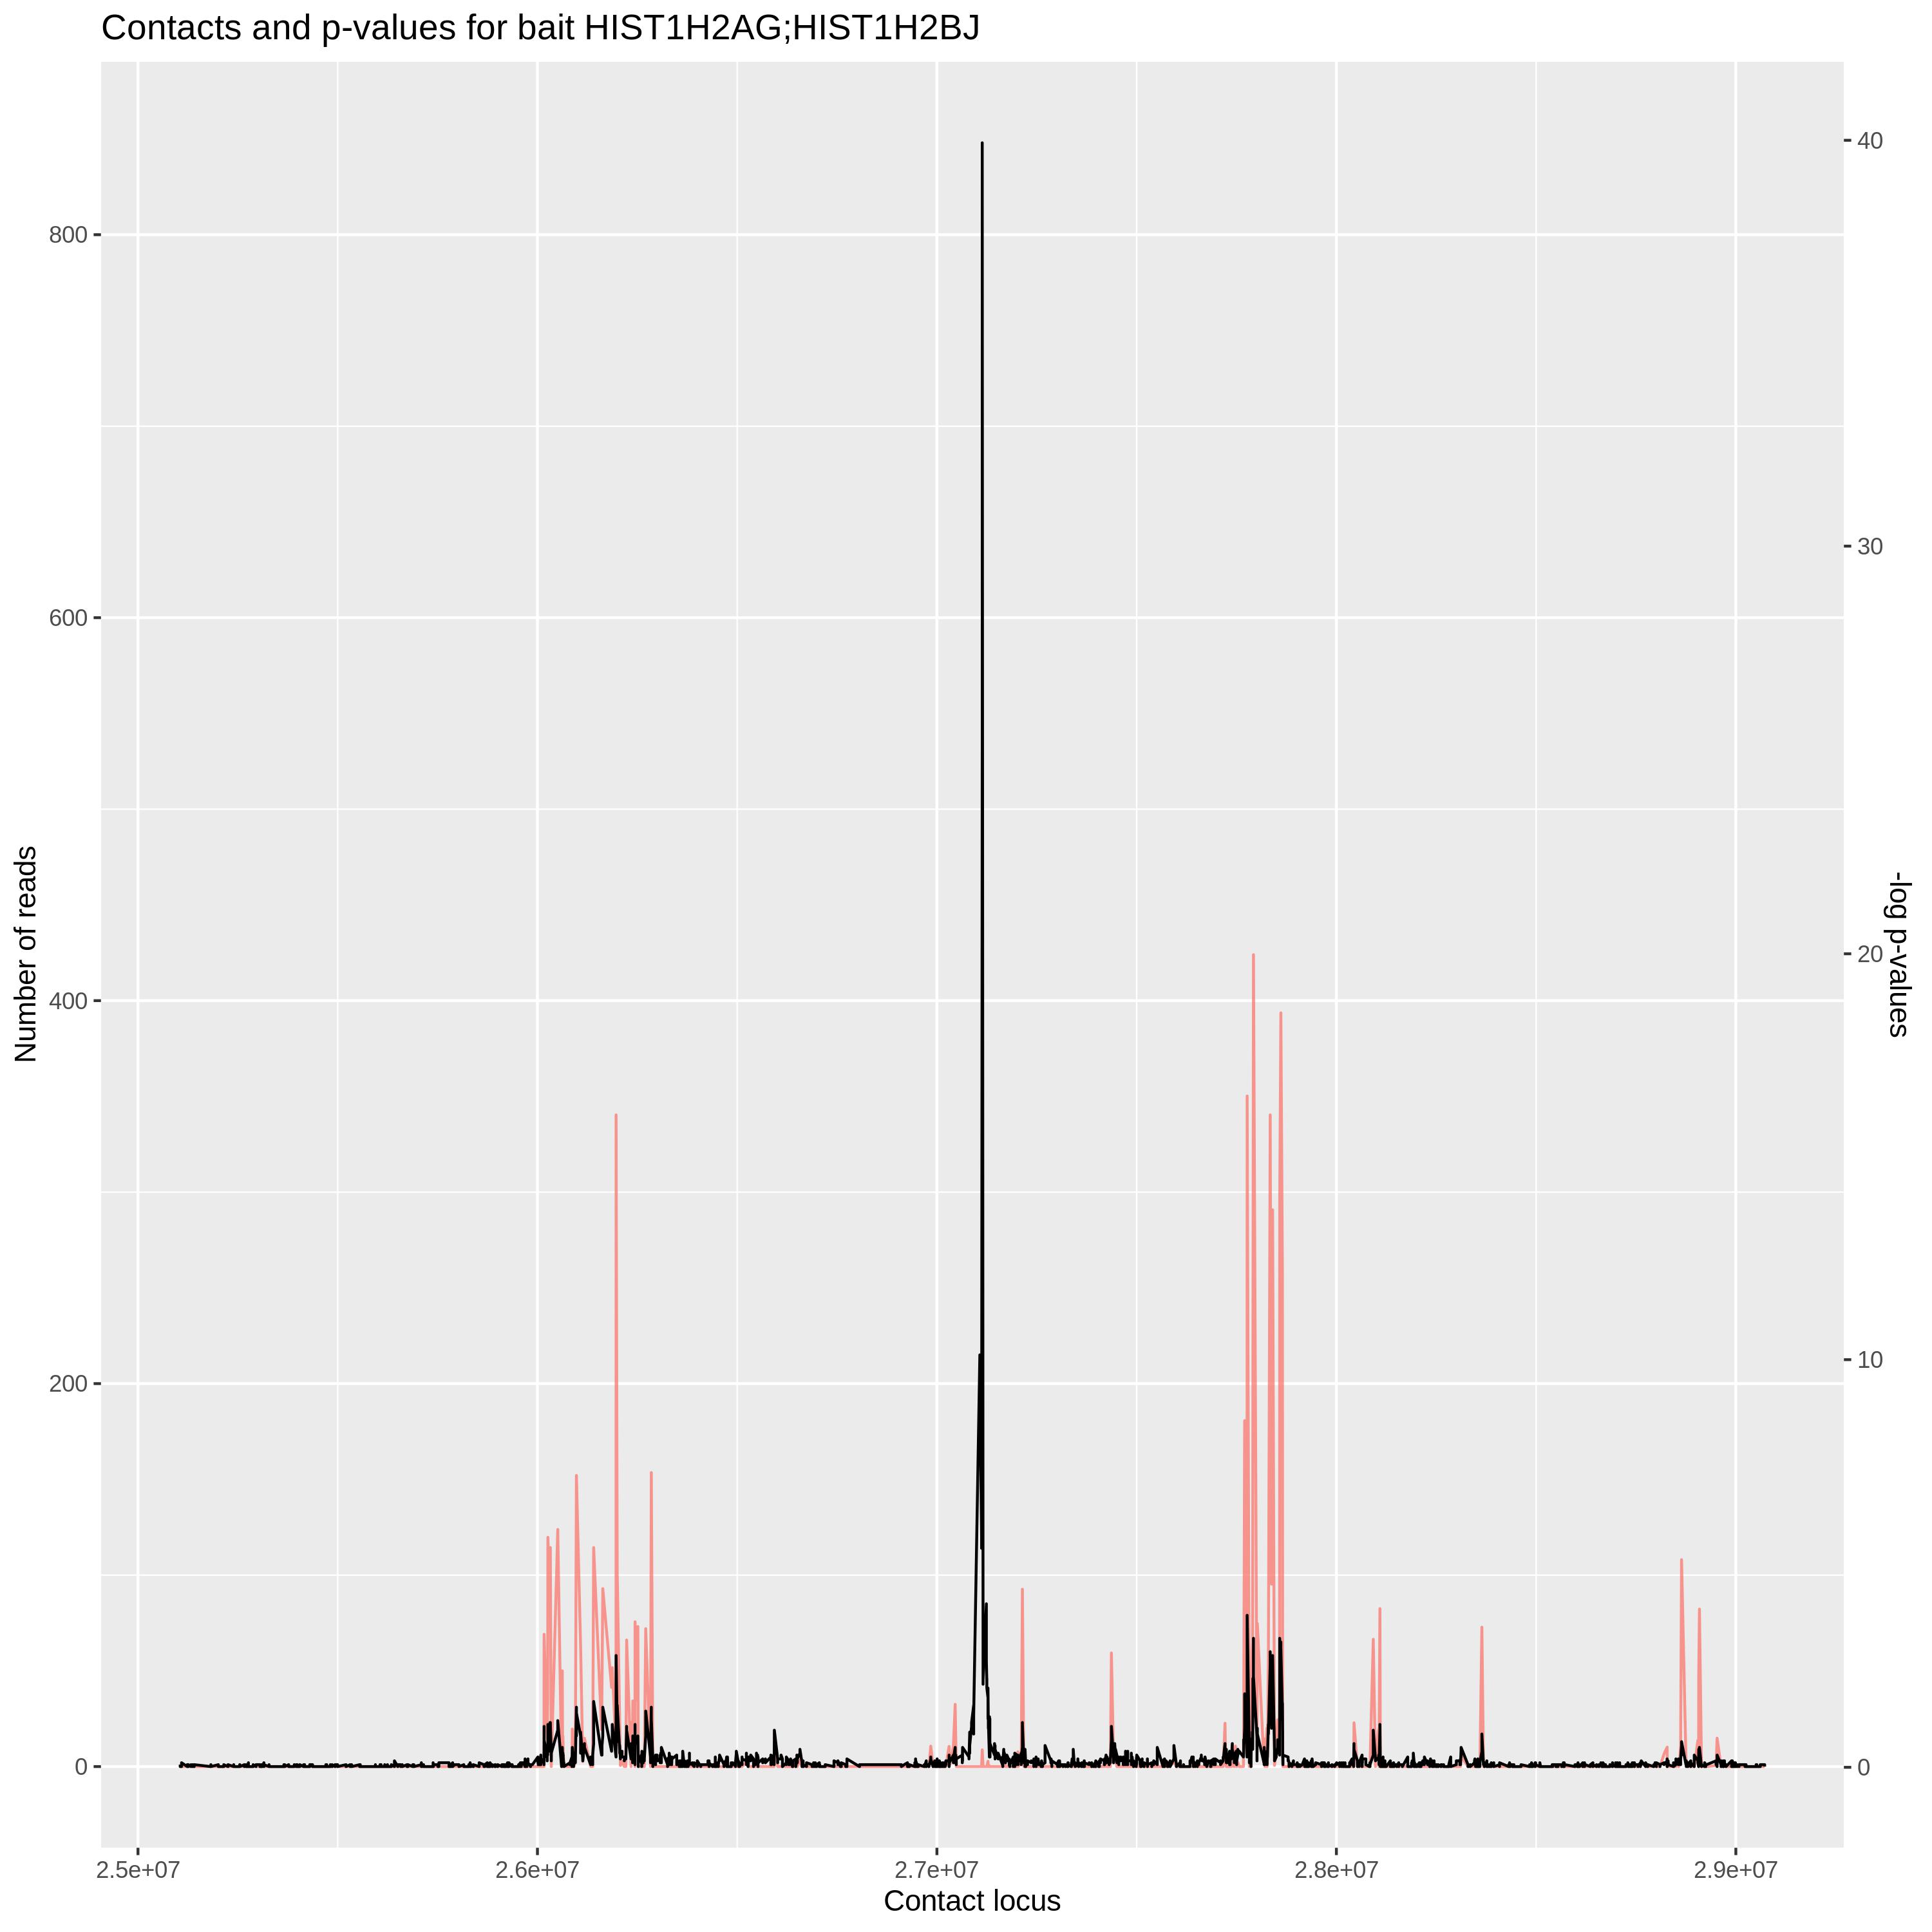 Contacts and p-values for bait HIST1H2AG;HIST1H2BJ
800
600
400
200
0
Number of reads
40
30
20
10
0
-log p-values
2.5e+07
2.6e+07
2.7e+07
2.8e+07
2.9e+07
Contact locus